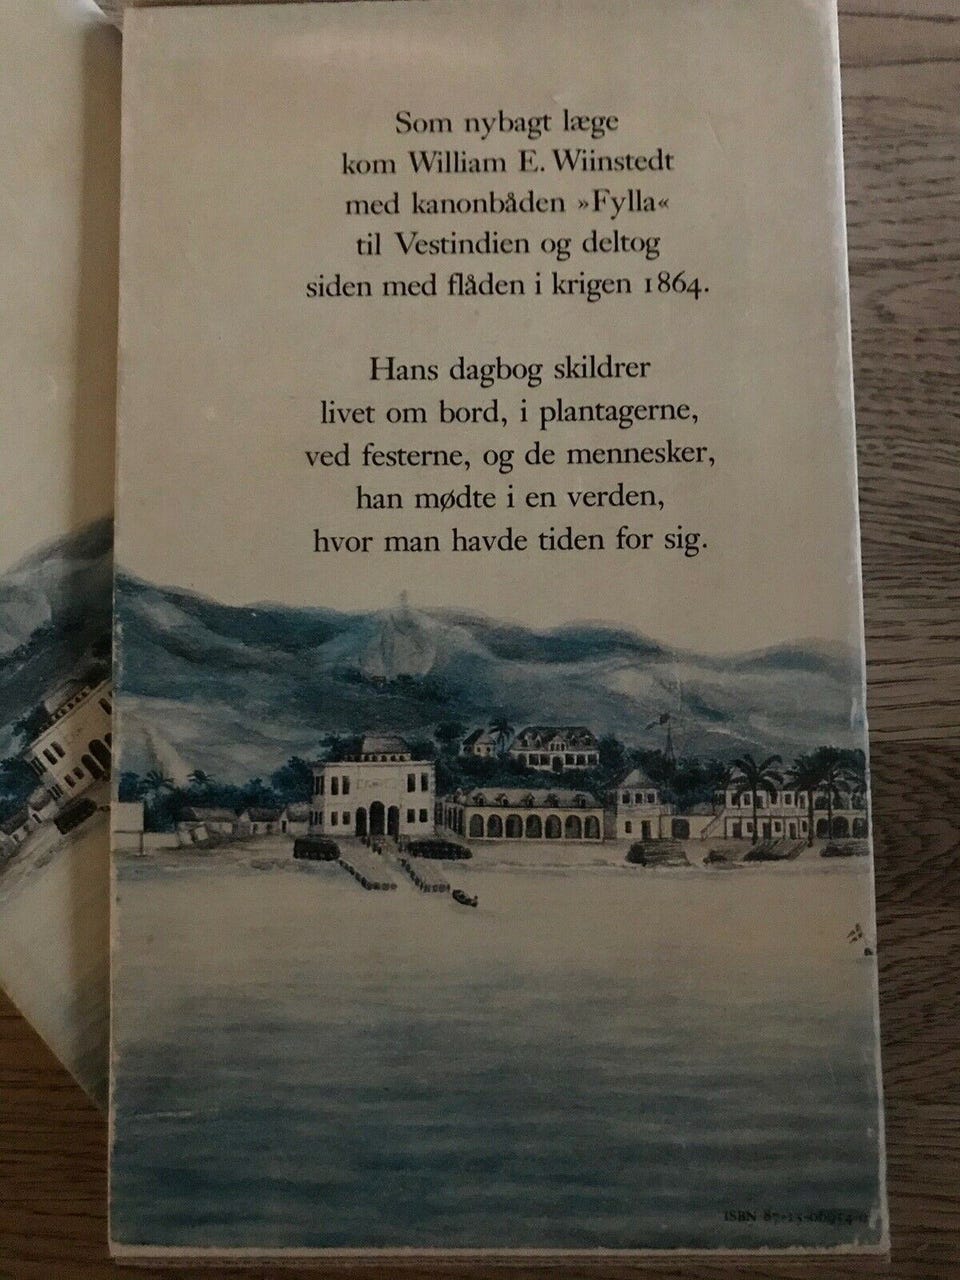 Som nybagt læge
kom William E. Wiinstedt
med kanonbåden »Fylla«
til Vestindien og deltog
siden med flåden i krigen 1864.
Hans dagbog skildrer
livet om bord, i plantagerne,
ved festerne, og de mennesker,
han mødte i en verden,
hvor man havde tiden for sig.
ISBN